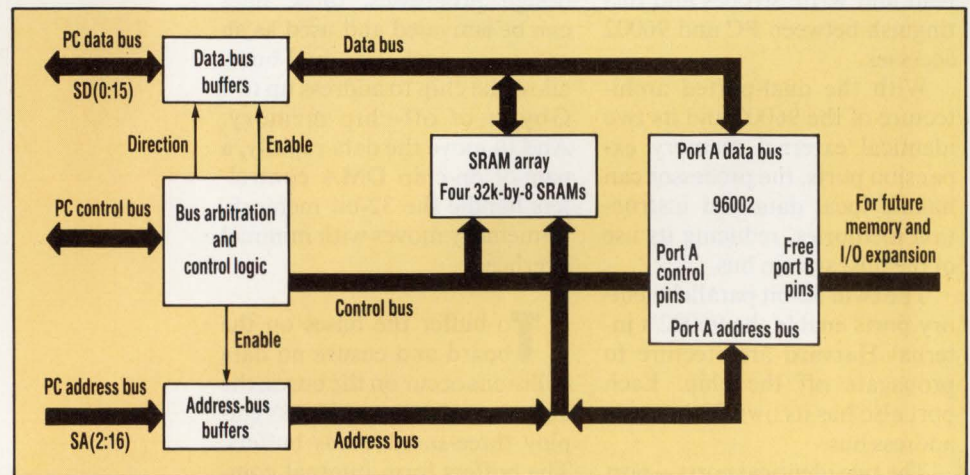 PC data bus
SD(0:15)
Data-bus
buffers
Data bus
Direction
Enable
SRAM array
Four 32k-by-8 SRAMs
Port A data bus
96002
PC control bus
Bus arbitration
and
control logic
Control bus
Port A
control
pins
Free
port B
pins
For future
memory and
I/O expansion
Port A address bus
Enable
PC address bus
SA(2:16)
Address-bus
buffers
Address bus